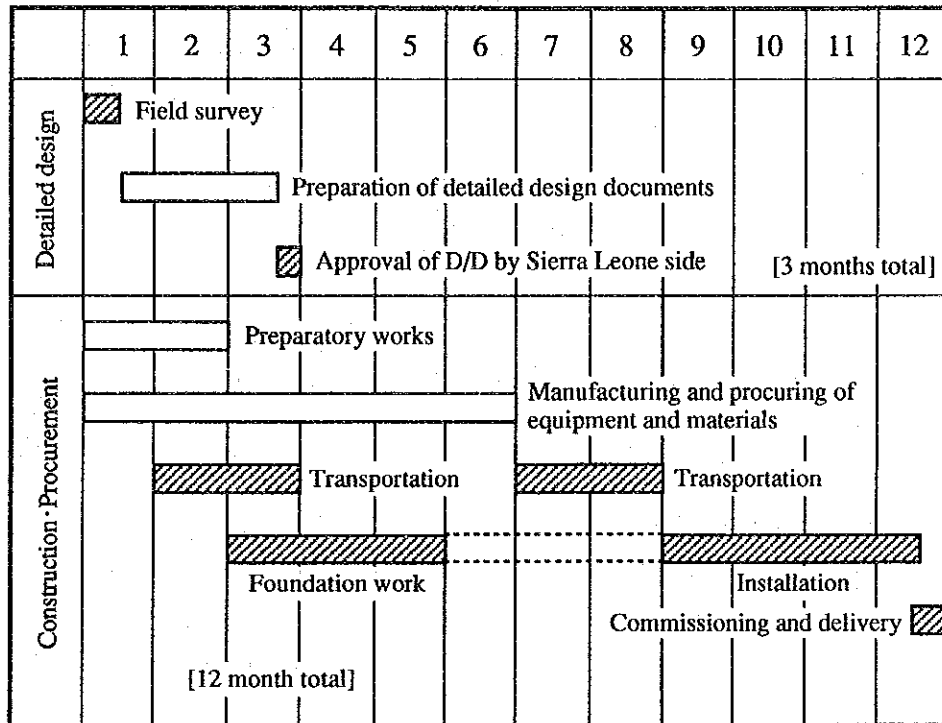 1 2 3 4 5 6 7 8 9 10 11 12
Detailed design
Field survey
Preparation of detailed design documents
Approval of D/D by Sierra Leone side
[3 months total]
Construction · Procurement
Preparatory works
Manufacturing and procuring of
equipment and materials
Transportation
Transportation
Foundation work
Installation
Commissioning and delivery
[12 month total]